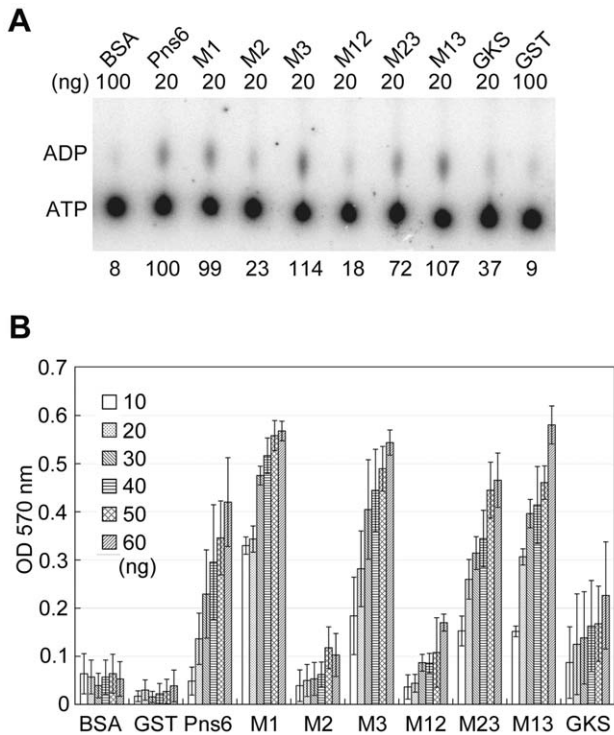 A
BSA Pns6 M1 M2 M3 M12 M23 M13 GKS GST
(ng) 100 20 20 20 20 20 20 20 20 100
ADP
ATP
8 100 99 23 114 18 72 107 37 9
B
0.7
0.6
0.5
0.4
0.3
0.2
0.1
0
OD 570 nm
10
20
30
40
50
60
(ng)
BSA GST Pns6 M1 M2 M3 M12 M23 M13 GKS